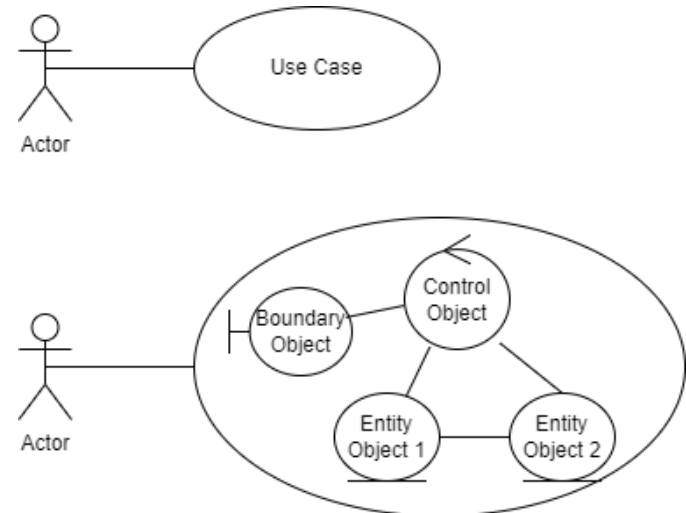 Use Case
Actor
Control
Object
Boundary
Object
Entity
Object 1
Entity
Object 2
Actor